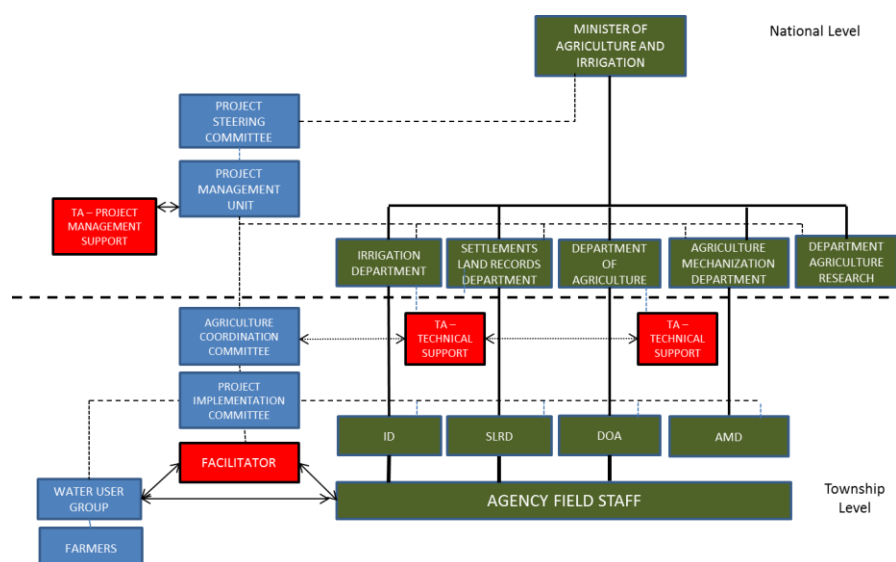 MINISTER OF
AGRICULTURE AND
IRRIGATION
National Level
PROJECT
STEERING
COMMITTEE
PROJECT
MANAGEMENT
UNIT
TA – PROJECT
MANAGEMENT
SUPPORT
IRRIGATION
DEPARTMENT
SETTLEMENTS
LAND RECORDS
DEPARTMENT
DEPARTMENT
OF
AGRICULTURE
AGRICULTURE
MECHANIZATION
DEPARTMENT
DEPARTMENT
AGRICULTURE
RESEARCH
AGRICULTURE
COORDINATION
COMMITTEE
TA –
TECHNICAL
SUPPORT
TA –
TECHNICAL
SUPPORT
PROJECT
IMPLEMENTATION
COMMITTEE
ID
SLRD
DOA
AMD
FACILITATOR
WATER USER
GROUP
AGENCY FIELD STAFF
Township
Level
FARMERS